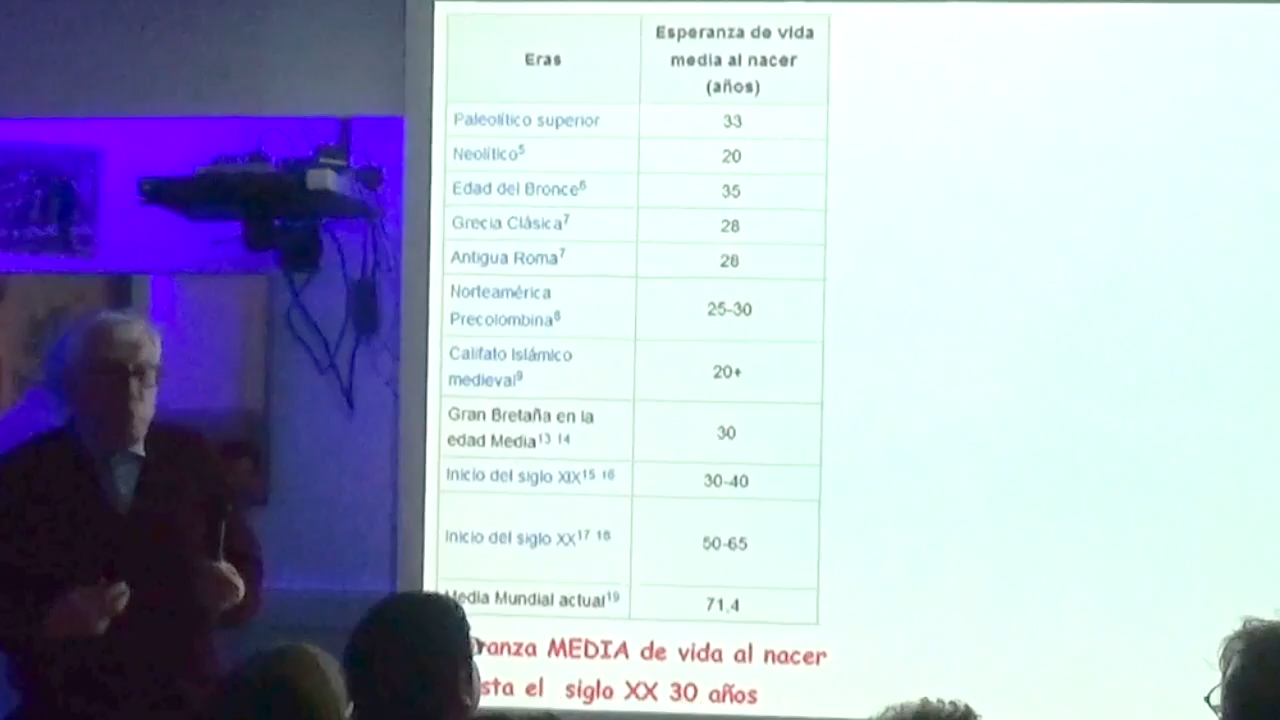 Eras
Esperanza de vida
media al nacer
(años)
Paleolítico superior 33
Neolítico5 20
Edad del Bronce6 35
Grecia Clásica7 28
Antigua Roma7 28
Norteamérica
Precolombina8 25-30
Califato Islámico
medieval9 20+
Gran Bretaña en la
edad Media13 14 30
Inicio del siglo XIX15 16 30-40
Inicio del siglo XX17 18 50-65
Media Mundial actual19 71,4
ranza MEDIA de vida al nacer
sta el siglo XX 30 años